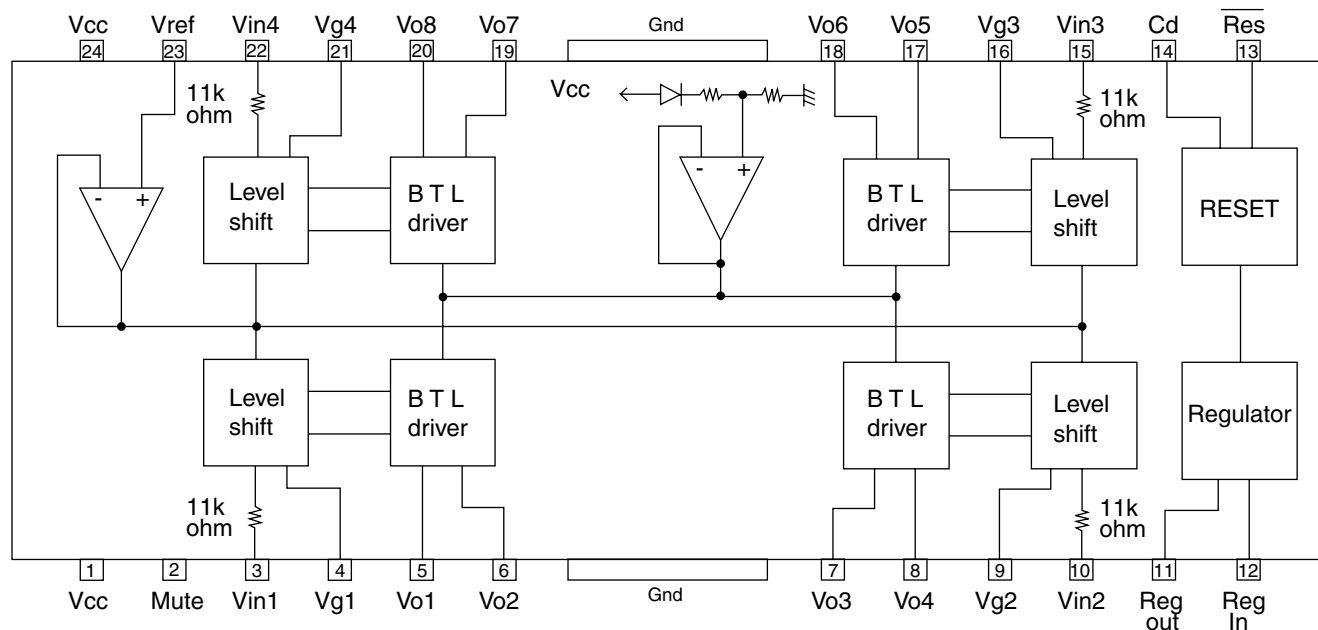 Vcc Vref Vin4 Vg4 Vo8 Vo7 Gnd Vo6 Vo5 Vg3 Vin3 Cd Res
24 23 22 21 20 19 18 17 16 15 14 13
11k
ohm
Vcc
11k
ohm
- +
Level
shift
B T L
driver
- +
B T L
driver
Level
shift
RESET
Level
shift
B T L
driver
B T L
driver
Level
shift
Regulator
11k
ohm
11k
ohm
1 2 3 4 5 6 7 8 9 10 11 12
Vcc Mute Vin1 Vg1 Vo1 Vo2 Gnd Vo3 Vo4 Vg2 Vin2 Reg
out
Reg
In